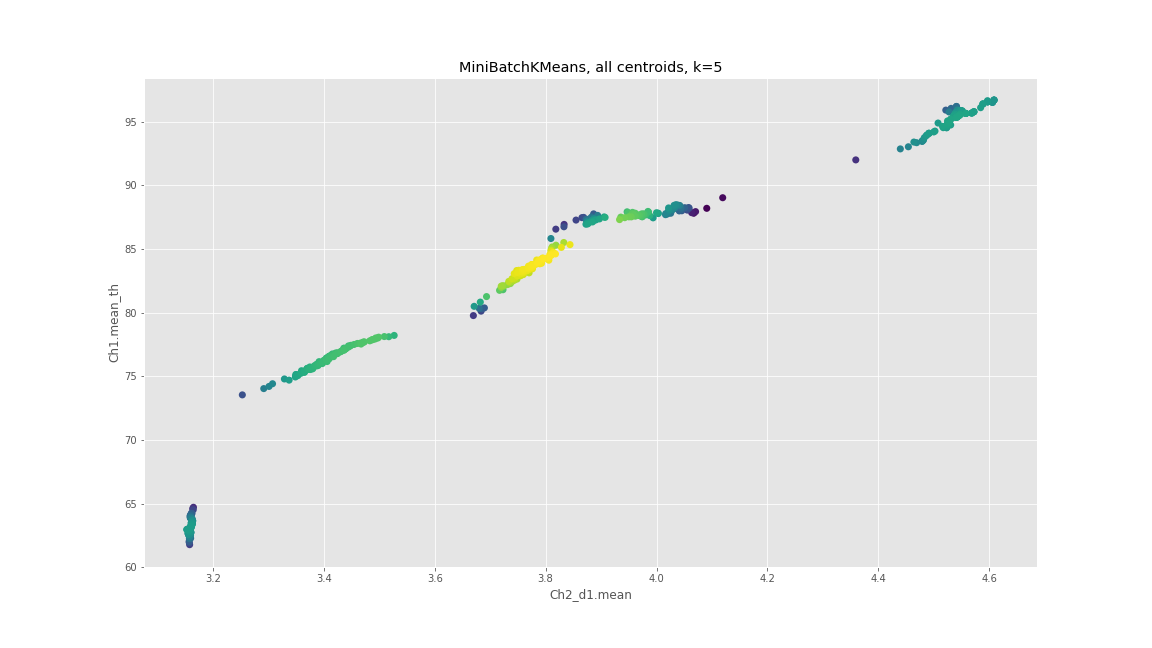 MiniBatchKMeans, all centroids, k=5
Ch1.mean_th
95
90
85
80
75
70
65
60
3.2 3.4 3.6 3.8 4.0 4.2 4.4 4.6
Ch2_d1.mean